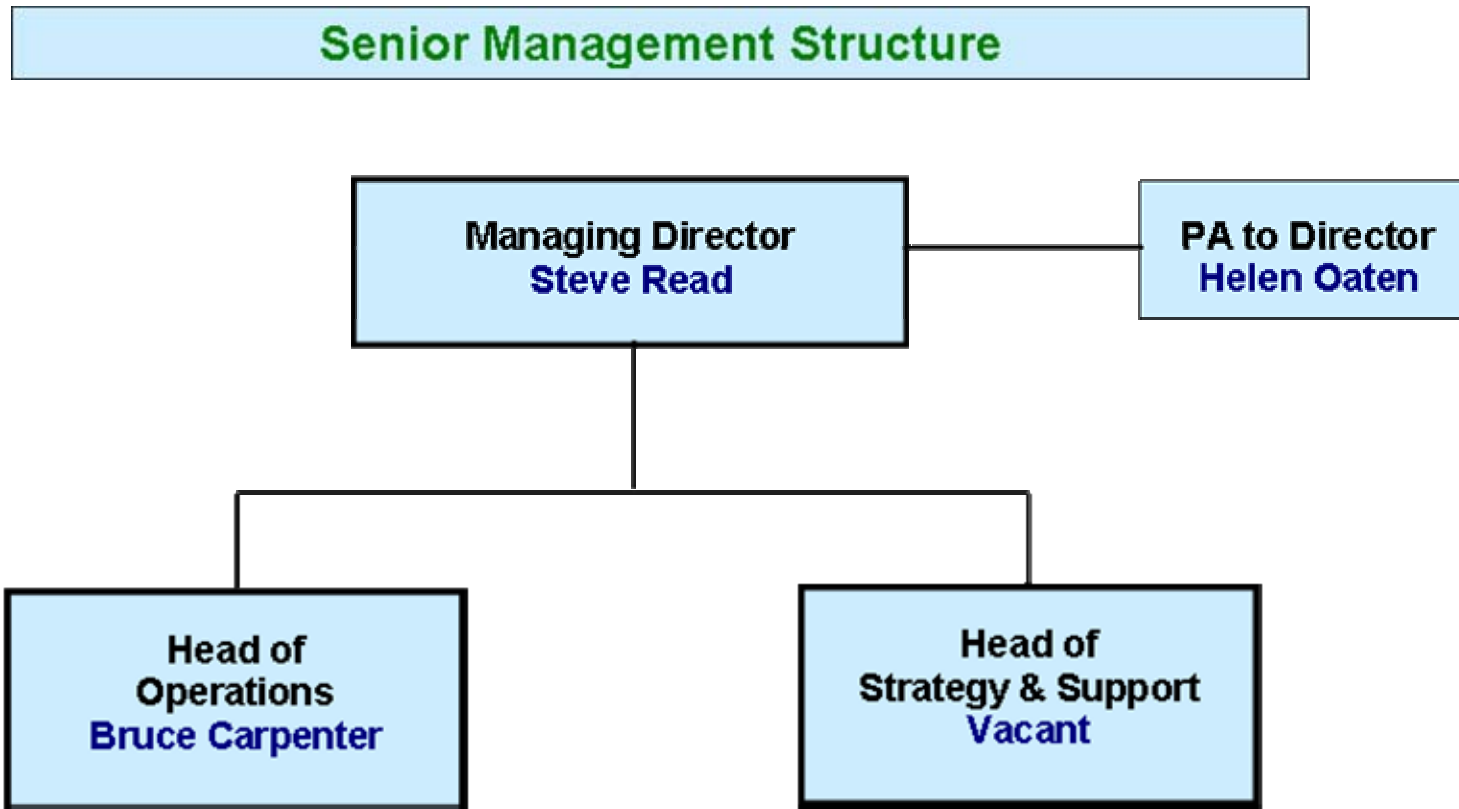 Senior Management Structure
Managing Director
Steve Read
PA to Director
Helen Oaten
Head of
Operations
Bruce Carpenter
Head of
Strategy & Support
Vacant